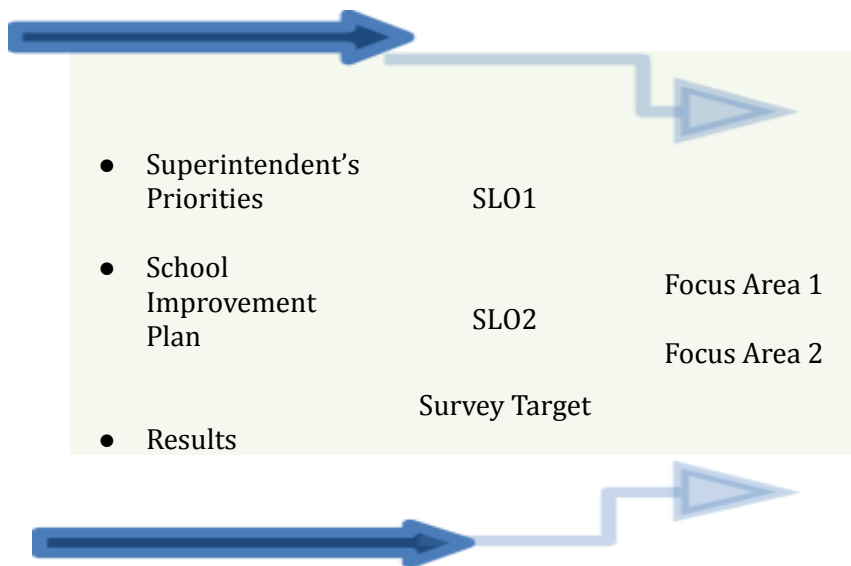 ● Superintendent’s
Priorities
SLO1
● School
Improvement
Plan
SLO2
Focus Area 1
Focus Area 2
Survey Target
● Results